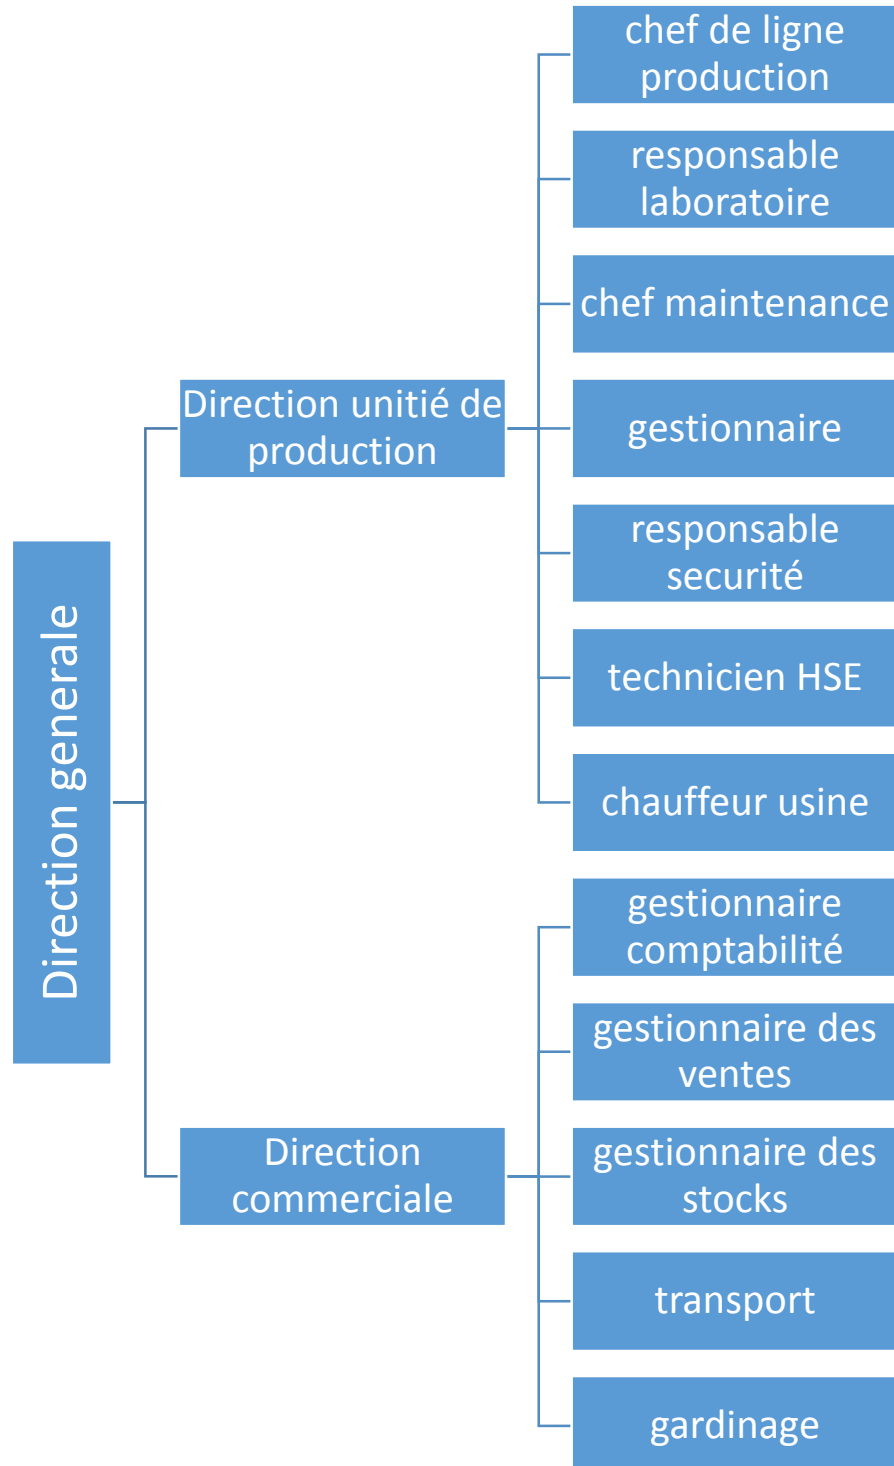 chef de ligne
production
responsable
laboratoire
chef maintenance
Direction unitié de
production
gestionnaire
responsable
securité
technicien HSE
Direction generale
chauffeur usine
gestionnaire
comptabilité
gestionnaire des
ventes
Direction
commerciale
gestionnaire des
stocks
transport
gardinage